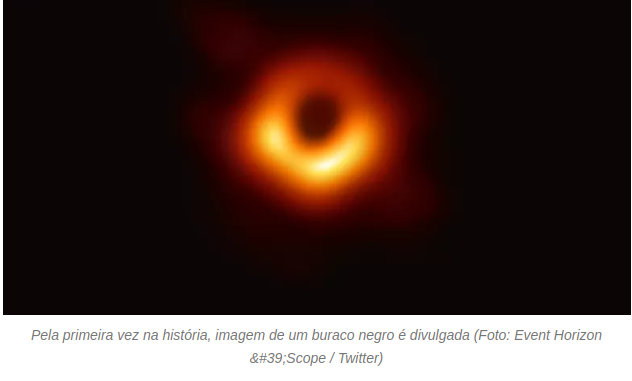 Pela primeira vez na história, imagem de um buraco negro é divulgada (Foto: Event Horizon
&#39;Scope / Twitter)